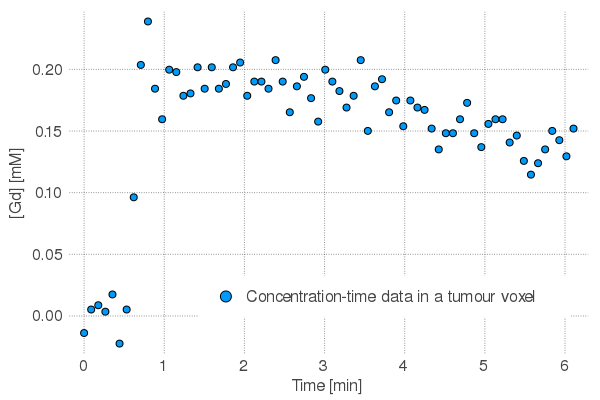 [Gd] [mM]
0.20
0.15
0.10
0.05
0.00
Concentration-time data in a tumour voxel
0 1 2 3 4 5 6
Time [min]